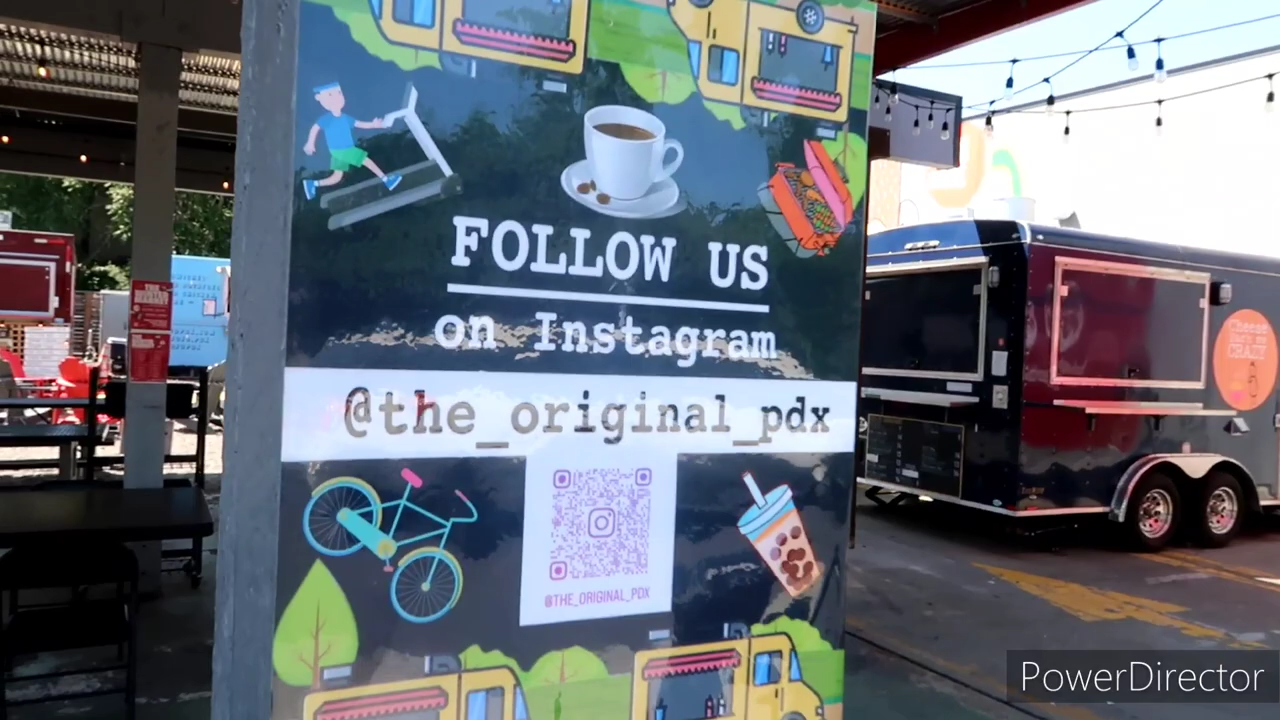 FOLLOW US
on Instagram
@the_original_pdx
@THE_ORIGINAL_PDX
Cheese
CRAZY
PowerDirector